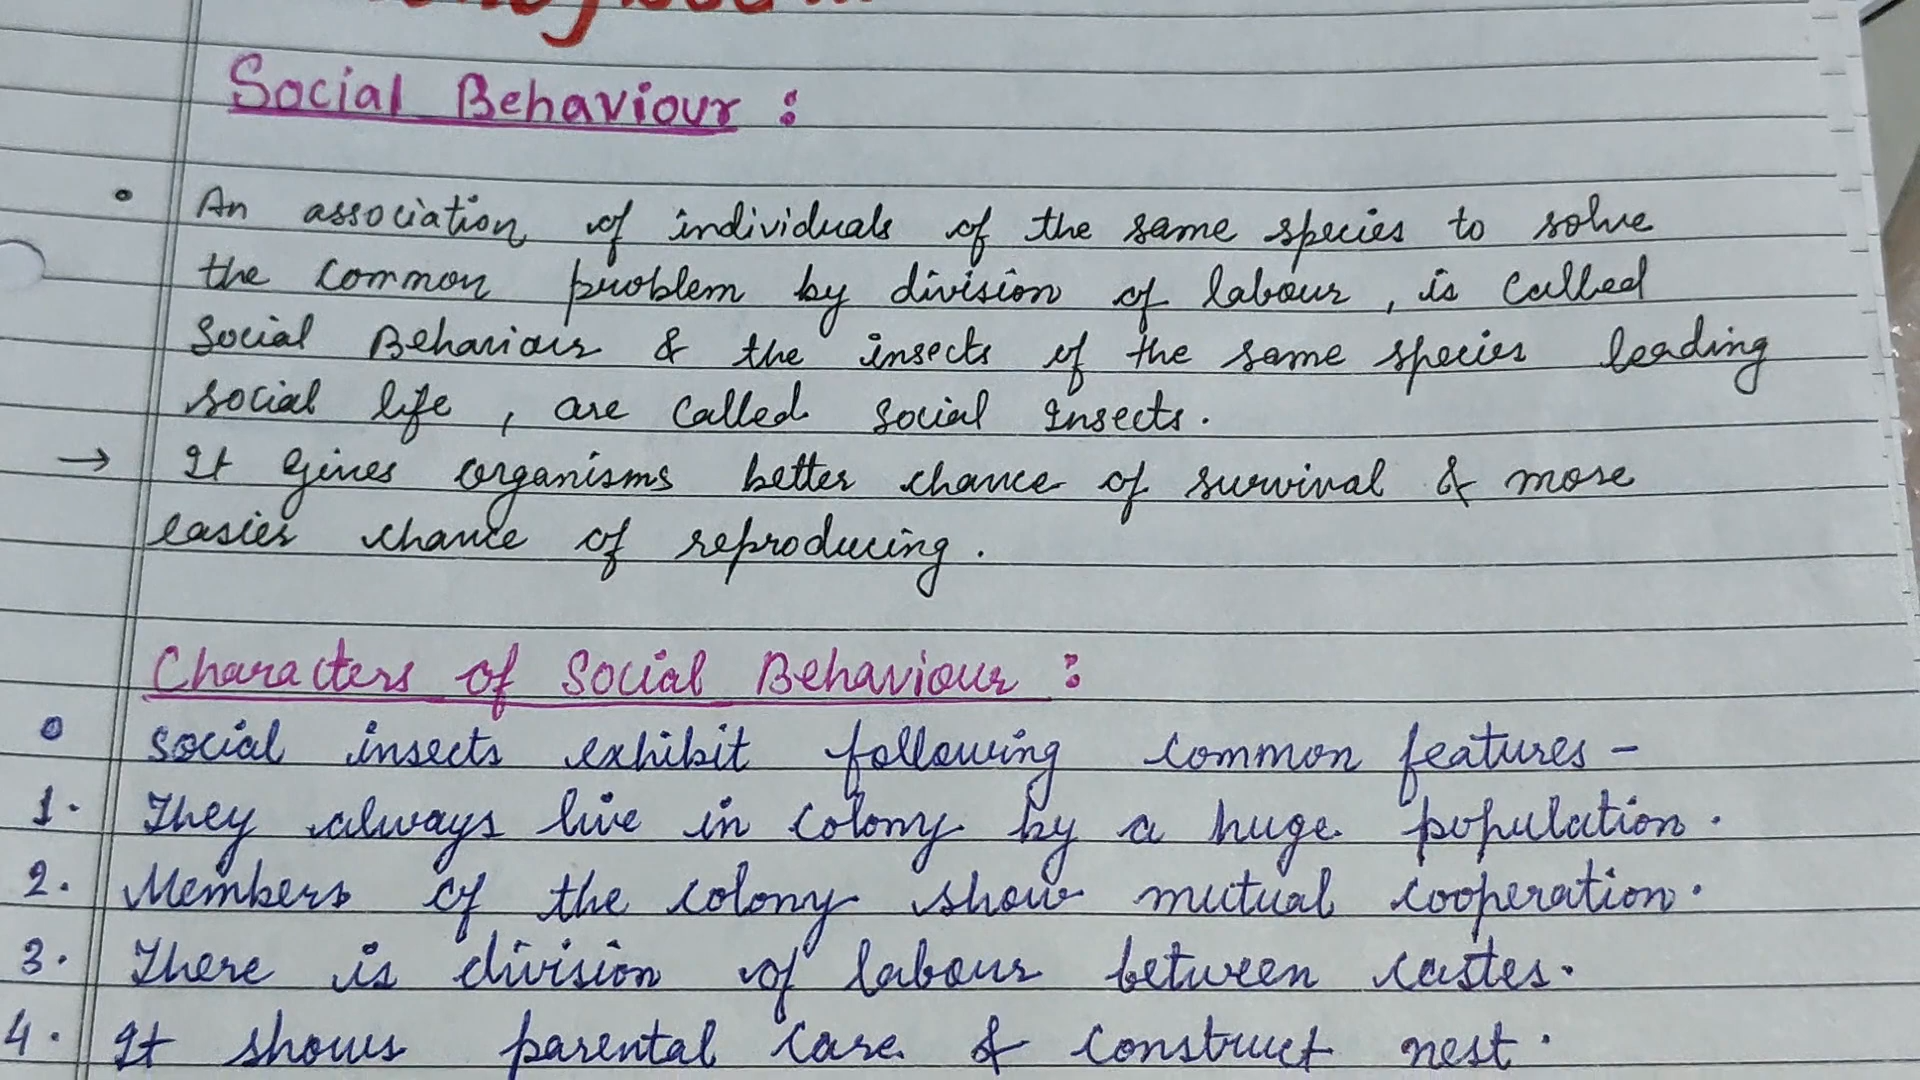 Social Behaviour :
• An association of individuals of the same species to solve
the common problem by division of labour , is called
Social Behaviour & the insects of the same species leading
social life , are called Social Insects .
→ It gives organisms better chance of survival & more
easier chance of reproducing .
Characters of Social Behaviour :
• social insects exhibit following common features -
1. They always live in colony by a huge population .
2. Members of the colony show mutual cooperation .
3. There is division of labour between castes .
4. It shows parental care & construct nest .